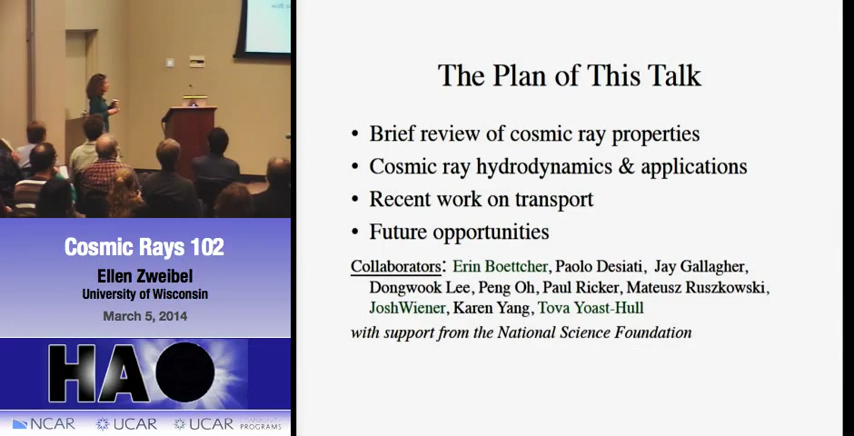 Cosmic Rays 102
Ellen Zweibel
University of Wisconsin
March 5, 2014
HAO
NCAR UCAR UCAR COMMUNITY PROGRAMS
The Plan of This Talk
• Brief review of cosmic ray properties
• Cosmic ray hydrodynamics & applications
• Recent work on transport
• Future opportunities
Collaborators: Erin Boettcher, Paolo Desiati, Jay Gallagher,
Dongwook Lee, Peng Oh, Paul Ricker, Mateusz Ruszkowski,
JoshWiener, Karen Yang, Tova Yoast-Hull
with support from the National Science Foundation